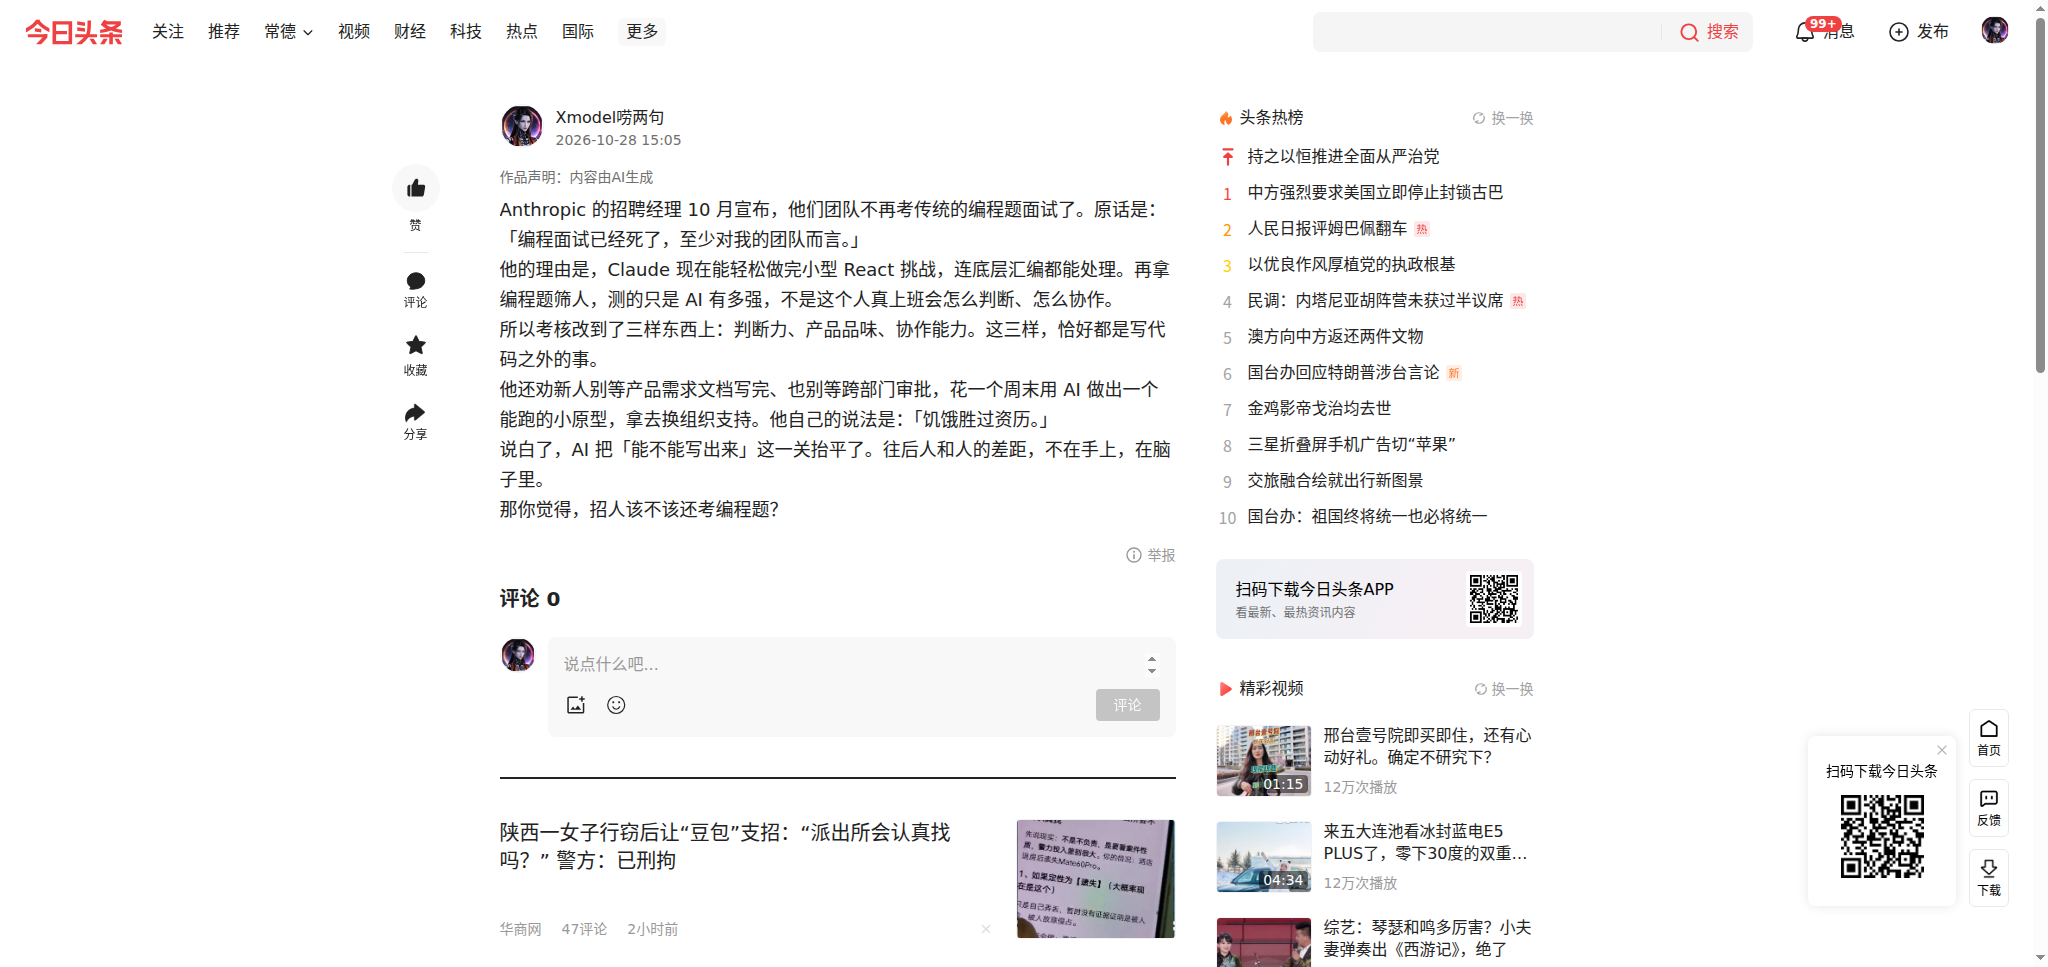 今日头条
关注 推荐 常德 视频 财经 科技 热点 国际 更多
搜索
99+
消息
发布
Xmodel唠两句
2026-10-28 15:05
作品声明：内容由AI生成
Anthropic 的招聘经理 10 月宣布，他们团队不再考传统的编程题面试了。原话是：
「编程面试已经死了，至少对我的团队而言。」
他的理由是，Claude 现在能轻松做完小型 React 挑战，连底层汇编都能处理。再拿
编程题筛人，测的只是 AI 有多强，不是这个人真上班会怎么判断、怎么协作。
所以考核改到了三样东西上：判断力、产品品味、协作能力。这三样，恰好都是写代
码之外的事。
他还劝新人别等产品需求文档写完、也别等跨部门审批，花一个周末用 AI 做出一个
能跑的小原型，拿去换组织支持。他自己的说法是：「饥饿胜过资历。」
说白了，AI 把「能不能写出来」这一关抬平了。往后人和人的差距，不在手上，在脑
子里。
那你觉得，招人该不该还考编程题？
赞
评论
收藏
分享
举报
评论 0
说点什么吧...
评论
陕西一女子行窃后让“豆包”支招：“派出所会认真找
吗？” 警方：已刑拘
华商网 47评论 2小时前
头条热榜
换一换
持之以恒推进全面从严治党
1 中方强烈要求美国立即停止封锁古巴
2 人民日报评姆巴佩翻车 热
3 以优良作风厚植党的执政根基
4 民调：内塔尼亚胡阵营未获过半议席 热
5 澳方向中方返还两件文物
6 国台办回应特朗普涉台言论 新
7 金鸡影帝戈治均去世
8 三星折叠屏手机广告切“苹果”
9 交旅融合绘就出行新图景
10 国台办：祖国终将统一也必将统一
扫码下载今日头条APP
看最新、最热资讯内容
精彩视频
换一换
01:15
邢台壹号院即买即住，还有心
动好礼。确定不研究下？
12万次播放
04:34
来五大连池看冰封蓝电E5
PLUS了，零下30度的双重...
12万次播放
综艺：琴瑟和鸣多厉害？小夫
妻弹奏出《西游记》，绝了
扫码下载今日头条
首页
反馈
下载